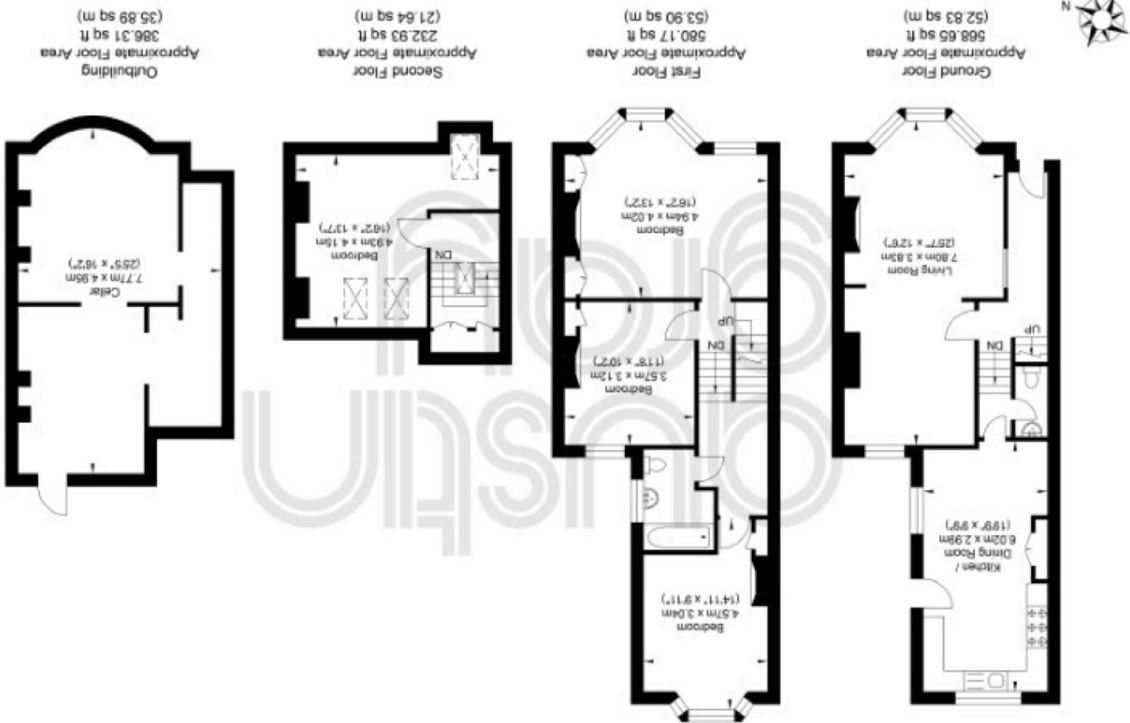 Kitchen /
Dining Room
6.02m x 2.99m
(19'9" x 9'9")
DN
UP
Living Room
7.80m x 3.83m
(25'7" x 12'6")
Ground Floor
Approximate Floor Area
568.65 sq ft
(52.83 sq m)
N
Bedroom
4.57m x 3.04m
(14'11" x 9'11")
Bedroom
3.57m x 3.12m
(11'8" x 10'2")
DN
UP
Bedroom
4.94m x 4.02m
(16'2" x 13'2")
First Floor
Approximate Floor Area
580.17 sq ft
(53.90 sq m)
DN
Bedroom
4.93m x 4.15m
(16'2" x 13'7")
Second Floor
Approximate Floor Area
232.93 sq ft
(21.64 sq m)
Cellar
7.77m x 4.95m
(25'5" x 16'2")
Outbuilding
Approximate Floor Area
386.31 sq ft
(35.89 sq m)
austin
gray